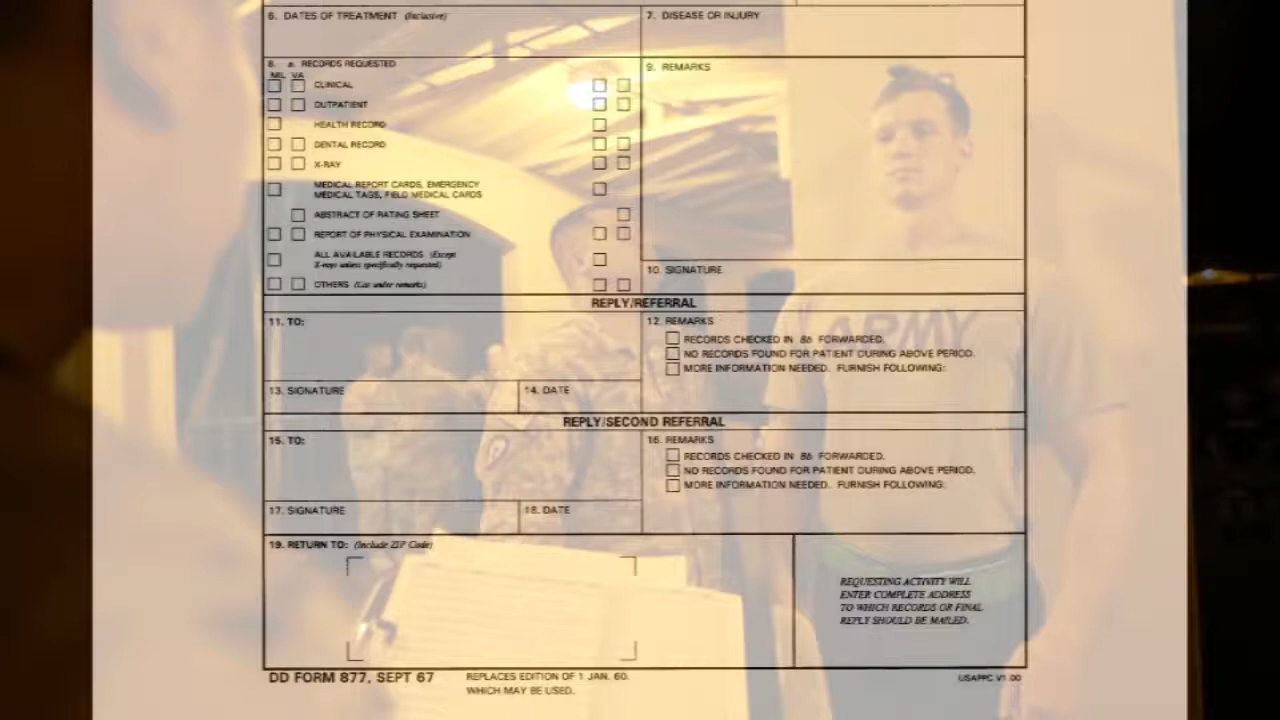 6. DATES OF TREATMENT (Inclusive)
7. DISEASE OR INJURY
8. a. RECORDS REQUESTED
MIL VA
CLINICAL
OUTPATIENT
HEALTH RECORD
DENTAL RECORD
X-RAY
MEDICAL REPORT CARDS, EMERGENCY
MEDICAL TAGS, FIELD MEDICAL CARDS
ABSTRACT OF RATING SHEET
REPORT OF PHYSICAL EXAMINATION
ALL AVAILABLE RECORDS (Except
X-rays unless specifically requested)
OTHERS (List under remarks)
9. REMARKS
10. SIGNATURE
ARMY
REPLY/REFERRAL
11. TO:
12. REMARKS
RECORDS CHECKED IN 8b FORWARDED.
NO RECORDS FOUND FOR PATIENT DURING ABOVE PERIOD.
MORE INFORMATION NEEDED. FURNISH FOLLOWING:
13. SIGNATURE
14. DATE
REPLY/SECOND REFERRAL
15. TO:
16. REMARKS
RECORDS CHECKED IN 8b FORWARDED.
NO RECORDS FOUND FOR PATIENT DURING ABOVE PERIOD.
MORE INFORMATION NEEDED. FURNISH FOLLOWING:
17. SIGNATURE
18. DATE
19. RETURN TO: (Include ZIP Code)
REQUESTING ACTIVITY WILL
ENTER COMPLETE ADDRESS
TO WHICH RECORDS OR FINAL
REPLY SHOULD BE MAILED.
DD FORM 877, SEPT 67
REPLACES EDITION OF 1 JAN. 60.
WHICH MAY BE USED.
USAPPC V1.00